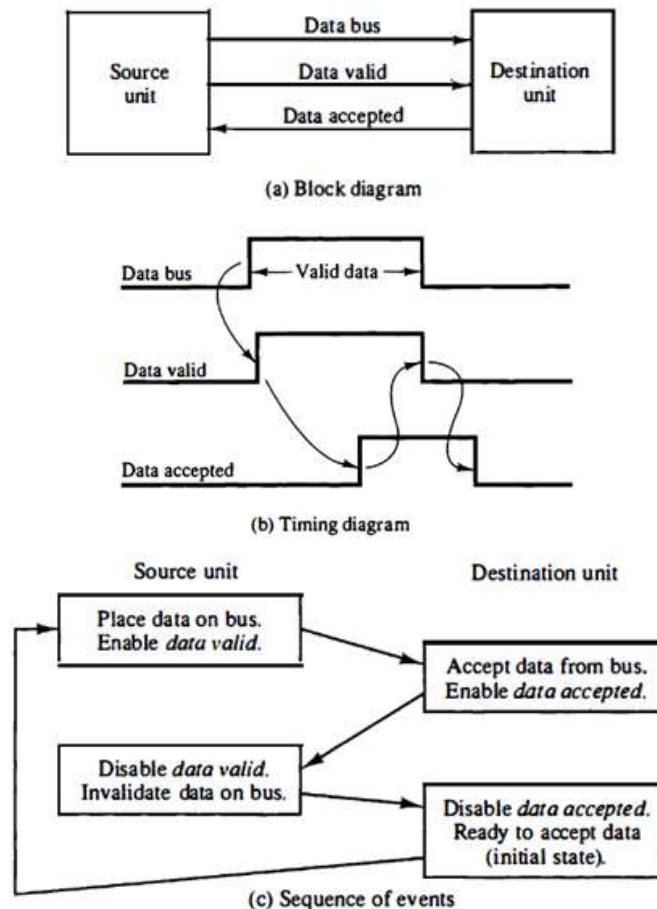 Data bus
Source
unit
Data valid
Destination
unit
Data accepted
(a) Block diagram
Data bus
Valid data
Data valid
Data accepted
(b) Timing diagram
Source unit
Destination unit
Place data on bus.
Enable data valid.
Accept data from bus.
Enable data accepted.
Disable data valid.
Invalidate data on bus.
Disable data accepted.
Ready to accept data
(initial state).
(c) Sequence of events